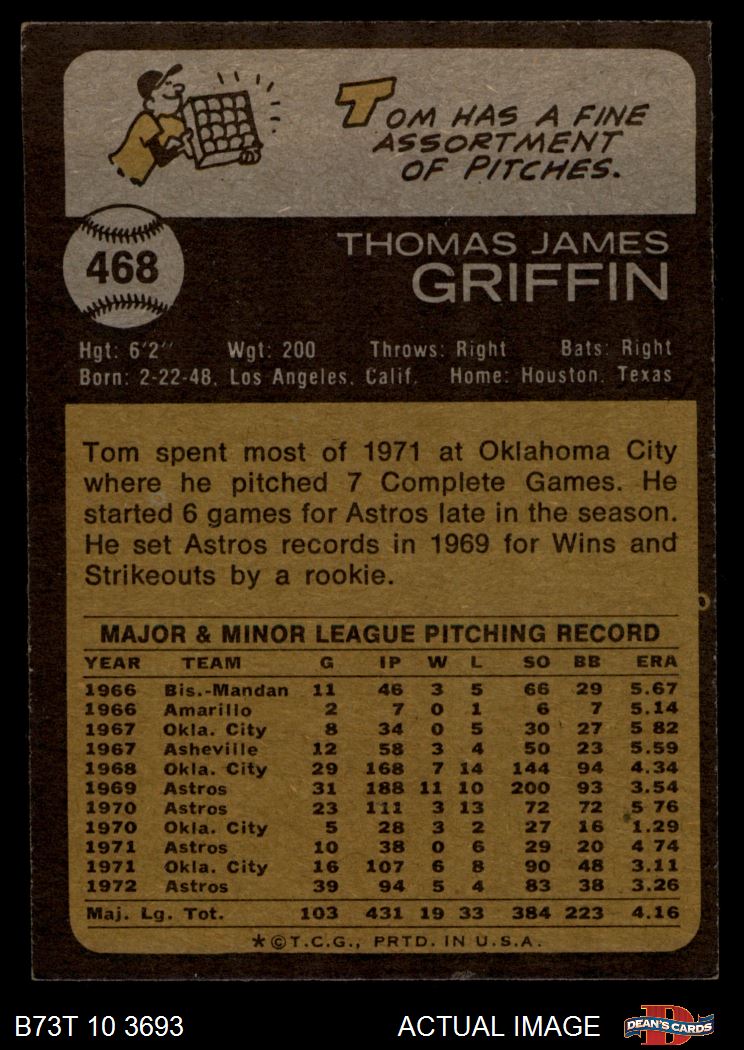 TOM HAS A FINE
ASSORTMENT
OF PITCHES.
468
THOMAS JAMES
GRIFFIN
Hgt: 6'2" Wgt: 200 Throws: Right Bats: Right
Born: 2-22-48, Los Angeles, Calif. Home: Houston, Texas
Tom spent most of 1971 at Oklahoma City
where he pitched 7 Complete Games. He
started 6 games for Astros late in the season.
He set Astros records in 1969 for Wins and
Strikeouts by a rookie.
MAJOR & MINOR LEAGUE PITCHING RECORD
YEAR TEAM G IP W L SO BB ERA
1966 Bis.-Mandan 11 46 3 5 66 29 5.67
1966 Amarillo 2 7 0 1 6 7 5.14
1967 Okla. City 8 34 0 5 30 27 5 82
1967 Asheville 12 58 3 4 50 23 5.59
1968 Okla. City 29 168 7 14 144 94 4.34
1969 Astros 31 188 11 10 200 93 3.54
1970 Astros 23 111 3 13 72 72 5 76
1970 Okla. City 5 28 3 2 27 16 1.29
1971 Astros 10 38 0 6 29 20 4 74
1971 Okla. City 16 107 6 8 90 48 3.11
1972 Astros 39 94 5 4 83 38 3.26
Maj. Lg. Tot. 103 431 19 33 384 223 4.16
*©T.C.G., PRTD. IN U.S.A.
B73T 10 3693 ACTUAL IMAGE D DEAN'S CARDS